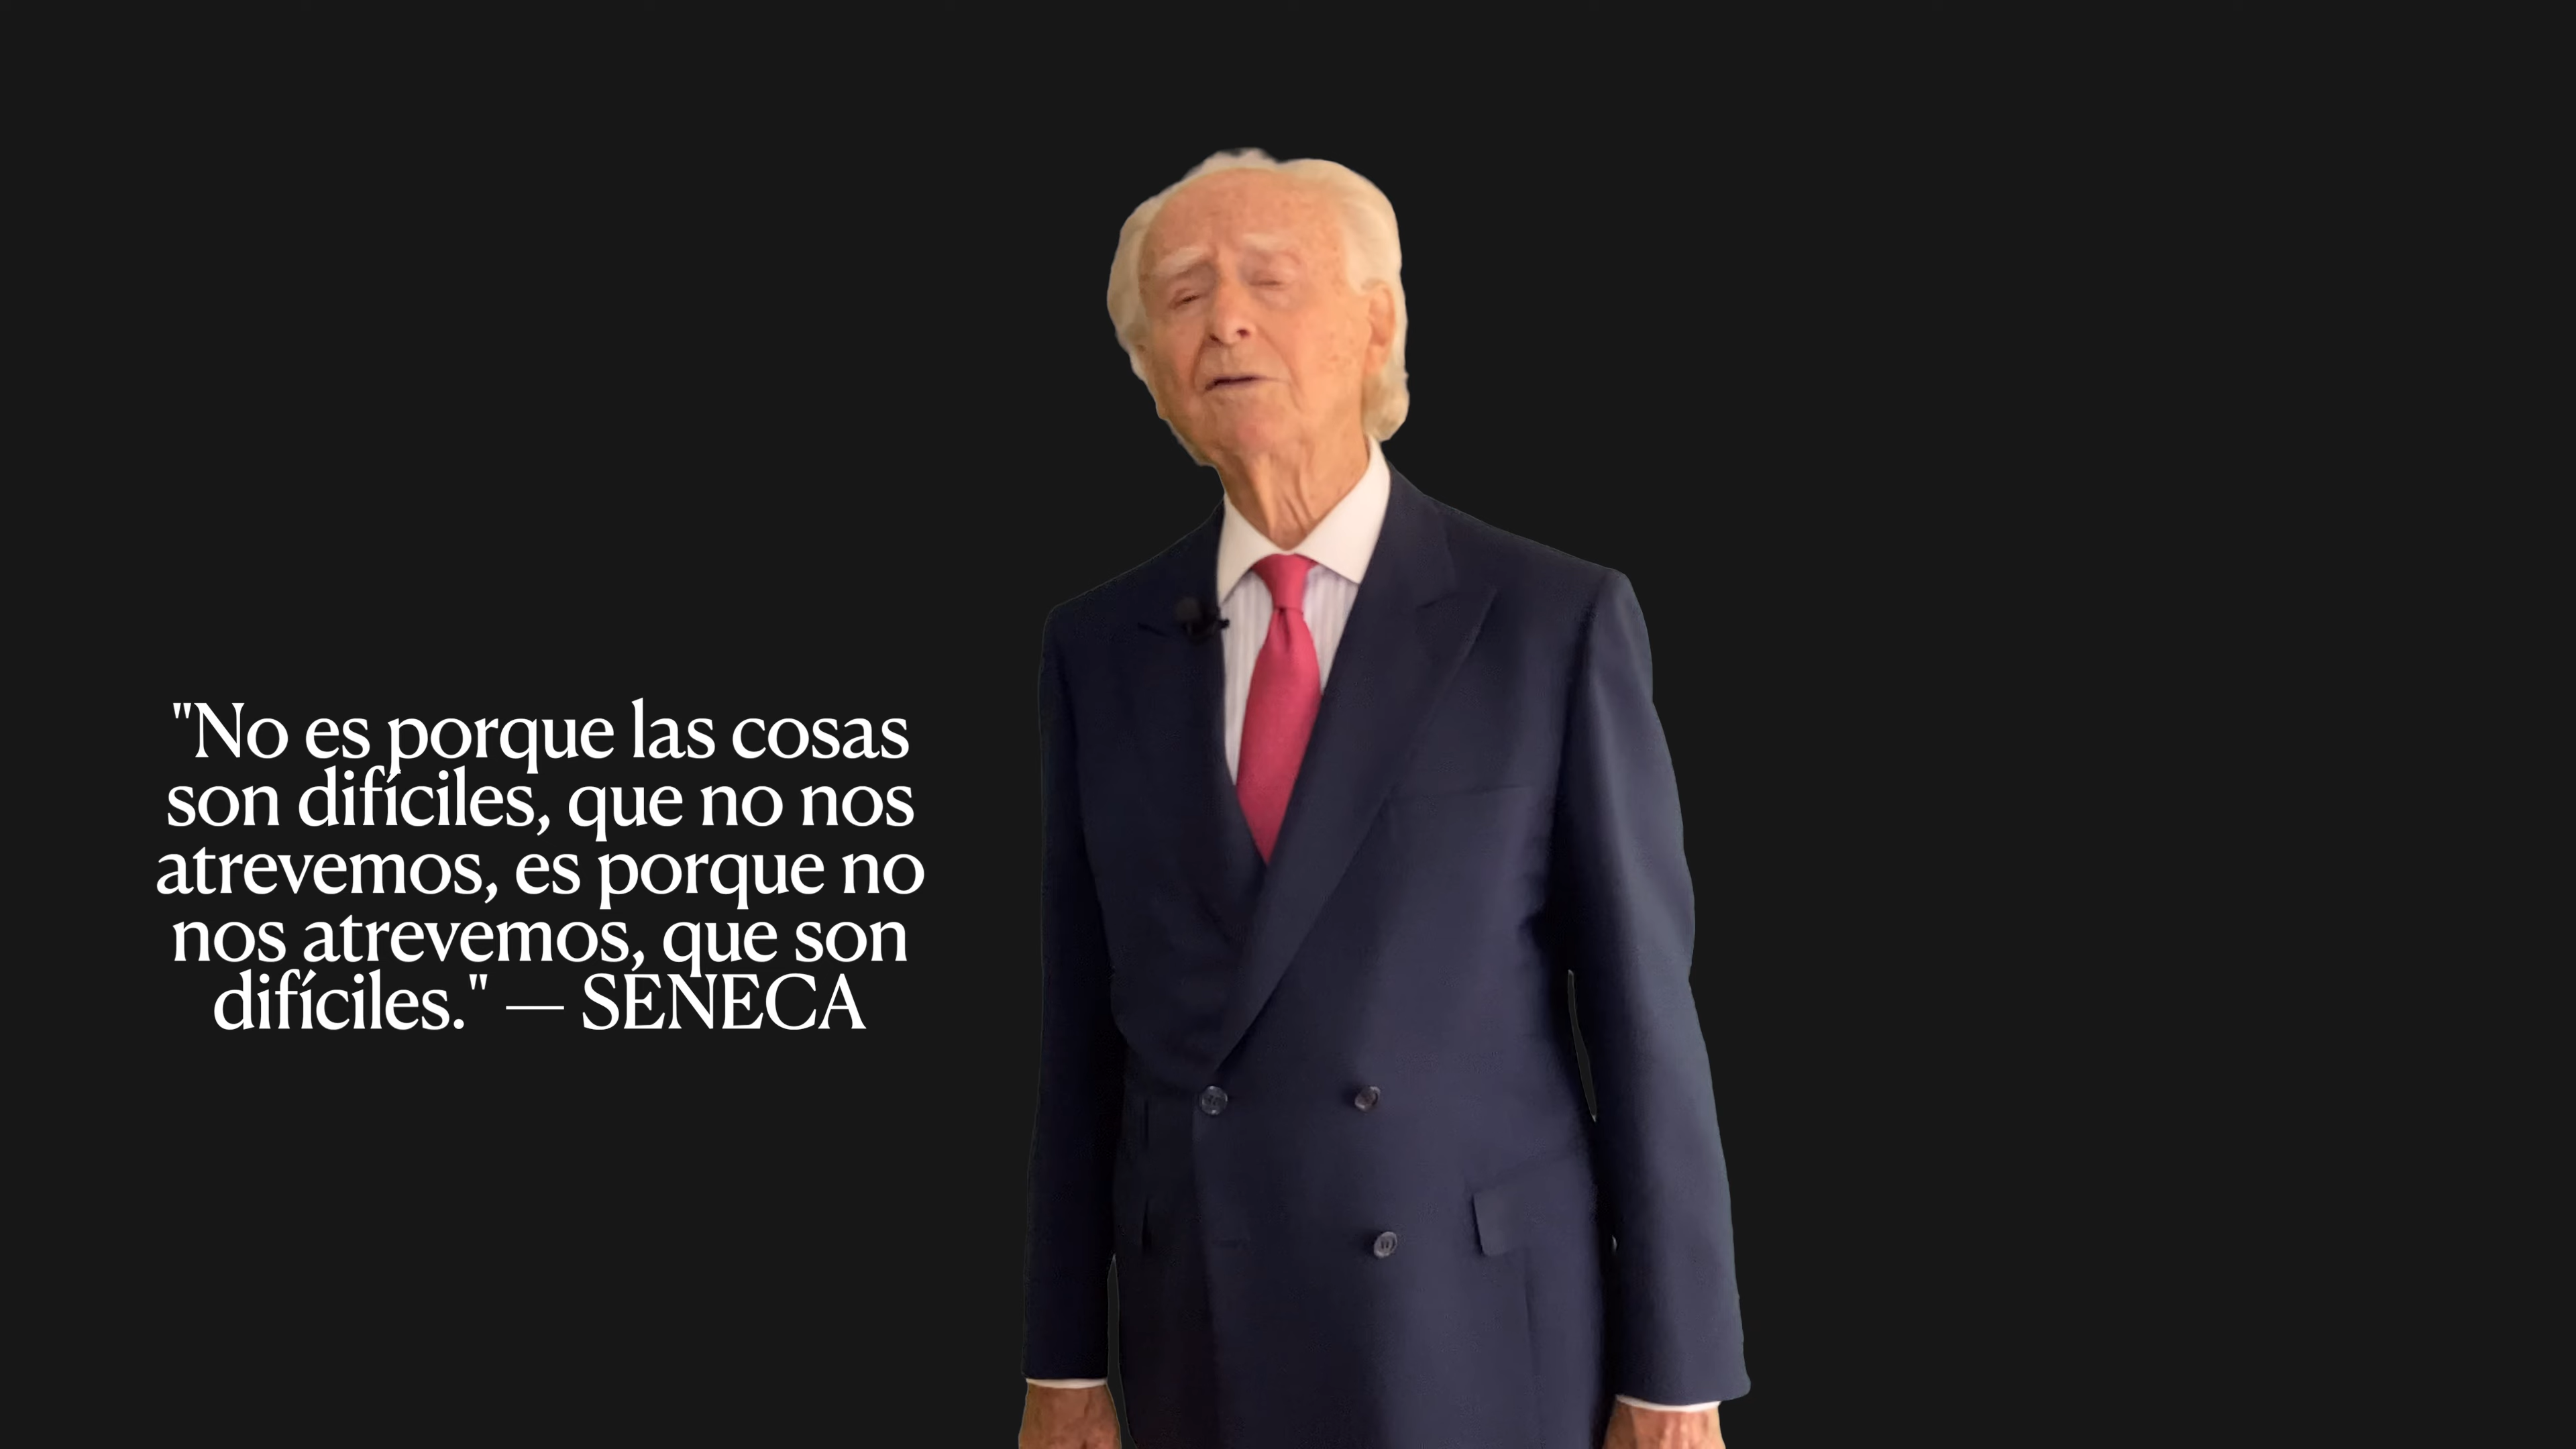 "No es porque las cosas
son difíciles, que no nos
atrevemos, es porque no
nos atrevemos, que son
difíciles." — SÉNECA